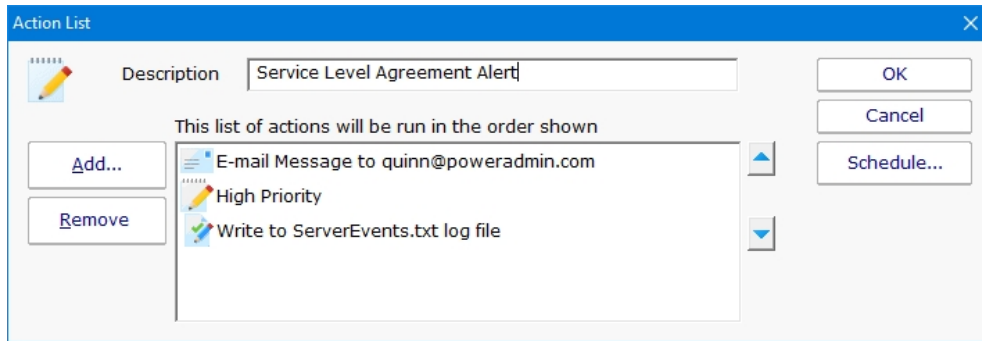 Action List
Description
Service Level Agreement Alert
OK
Cancel
Schedule...
This list of actions will be run in the order shown
Add...
Remove
E-mail Message to quinn@poweradmin.com
High Priority
Write to ServerEvents.txt log file